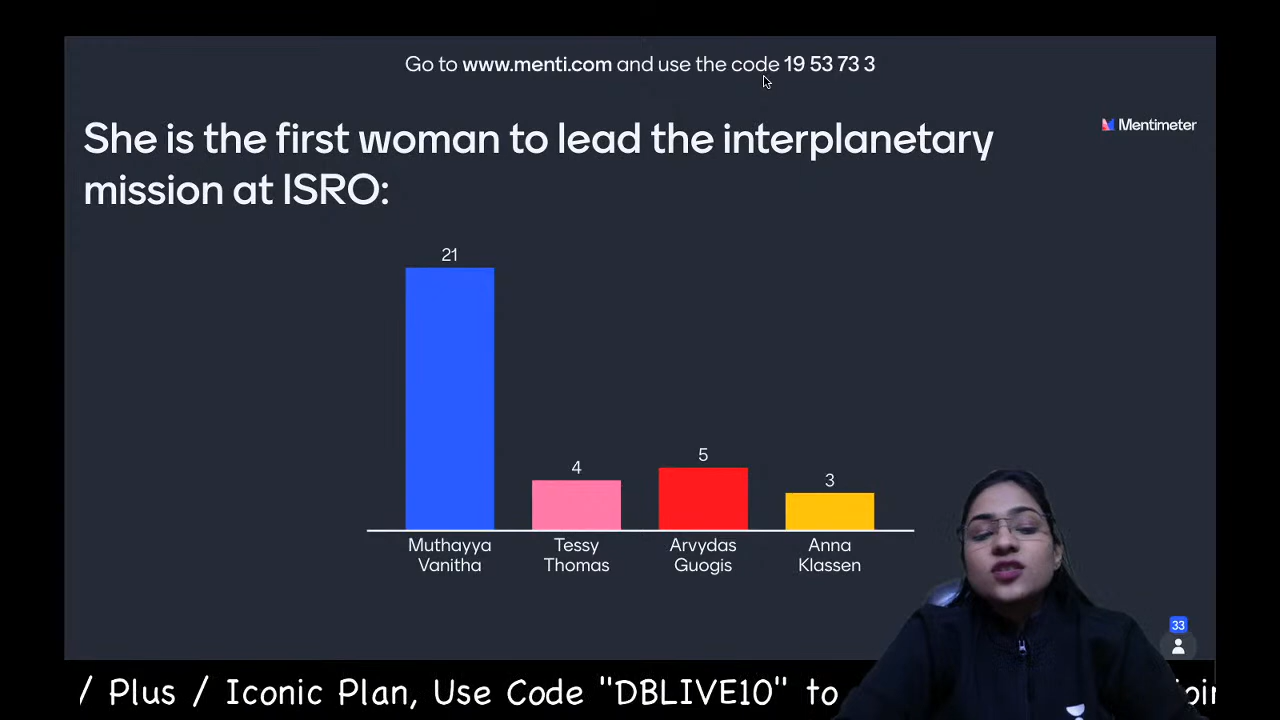 Go to www.menti.com and use the code 19 53 73 3
Mentimeter
She is the first woman to lead the interplanetary
mission at ISRO:
21
4
5
3
Muthayya
Vanitha
Tessy
Thomas
Arvydas
Guogis
Anna
Klassen
33
/ Plus / Iconic Plan, Use Code "DBLIVE10" to